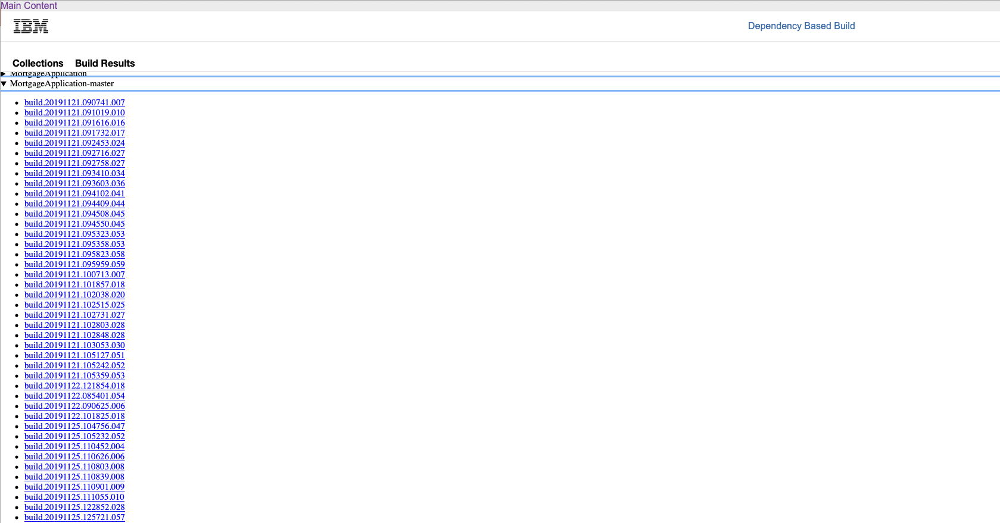 Main Content
IBM
Dependency Based Build
Collections Build Results
MortgageApplication
MortgageApplication-master
build.20191121.090741.007
build.20191121.091019.010
build.20191121.091616.016
build.20191121.091732.017
build.20191121.092453.024
build.20191121.092716.027
build.20191121.092758.027
build.20191121.093410.034
build.20191121.093603.036
build.20191121.094102.041
build.20191121.094409.044
build.20191121.094508.045
build.20191121.094550.045
build.20191121.095323.053
build.20191121.095358.053
build.20191121.095823.058
build.20191121.095959.059
build.20191121.100713.007
build.20191121.101857.018
build.20191121.102038.020
build.20191121.102515.025
build.20191121.102731.027
build.20191121.102803.028
build.20191121.102848.028
build.20191121.103053.030
build.20191121.105127.051
build.20191121.105242.052
build.20191121.105359.053
build.20191122.121854.018
build.20191122.085401.054
build.20191122.090625.006
build.20191122.101825.018
build.20191125.104756.047
build.20191125.105232.052
build.20191125.110452.004
build.20191125.110626.006
build.20191125.110803.008
build.20191125.110839.008
build.20191125.110901.009
build.20191125.111055.010
build.20191125.122852.028
build.20191125.125721.057